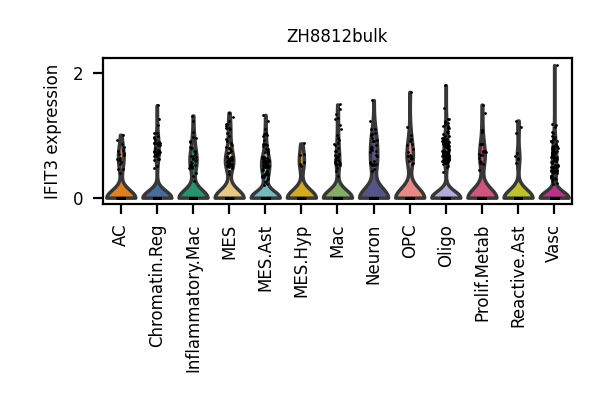 ZH8812bulk
IFIT3 expression
2
0
AC
Chromatin.Reg
Inflammatory.Mac
MES
MES.Ast
MES.Hyp
Mac
Neuron
OPC
Oligo
Prolif.Metab
Reactive.Ast
Vasc